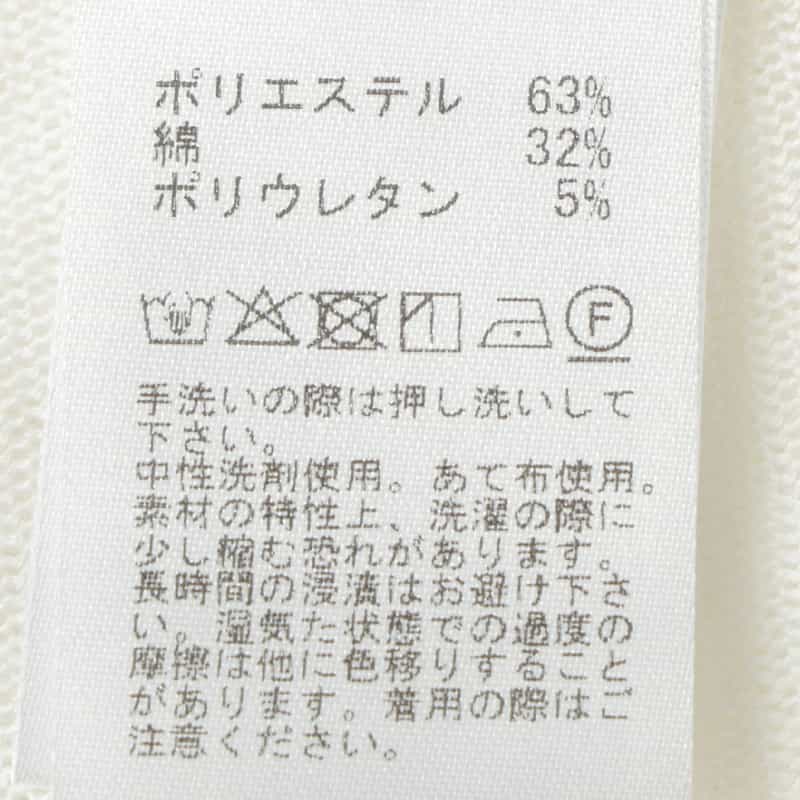 ポリエステル 63%
綿 32%
ポリウレタン 5%
F
手洗いの際は押し洗いして
下さい。
中性洗剤使用。あて布使用。
素材の特性上、洗濯の際に
少し縮む恐れがあります。
長時間の浸漬はお避け下さ
い。湿気た状態での過度の
摩擦は他に色移りすること
があります。着用の際はご
注意ください。